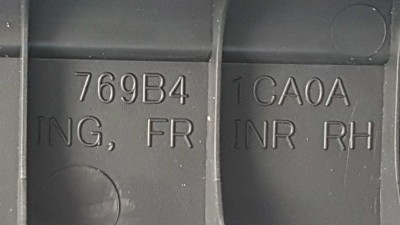 769B4 1CA0A
ING, FR INR RH